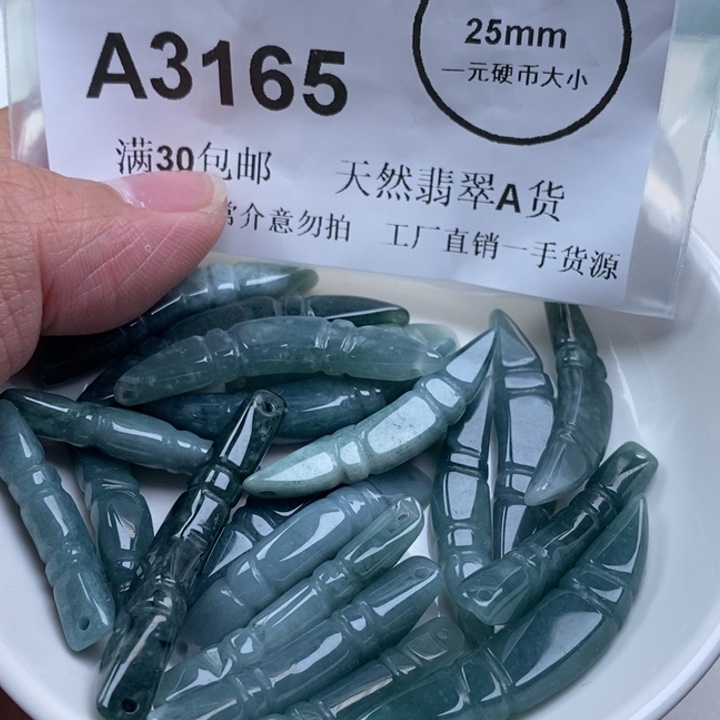 A3165
25mm
一元硬币大小
满30包邮 天然翡翠A货
介意勿拍 工厂直销一手货源